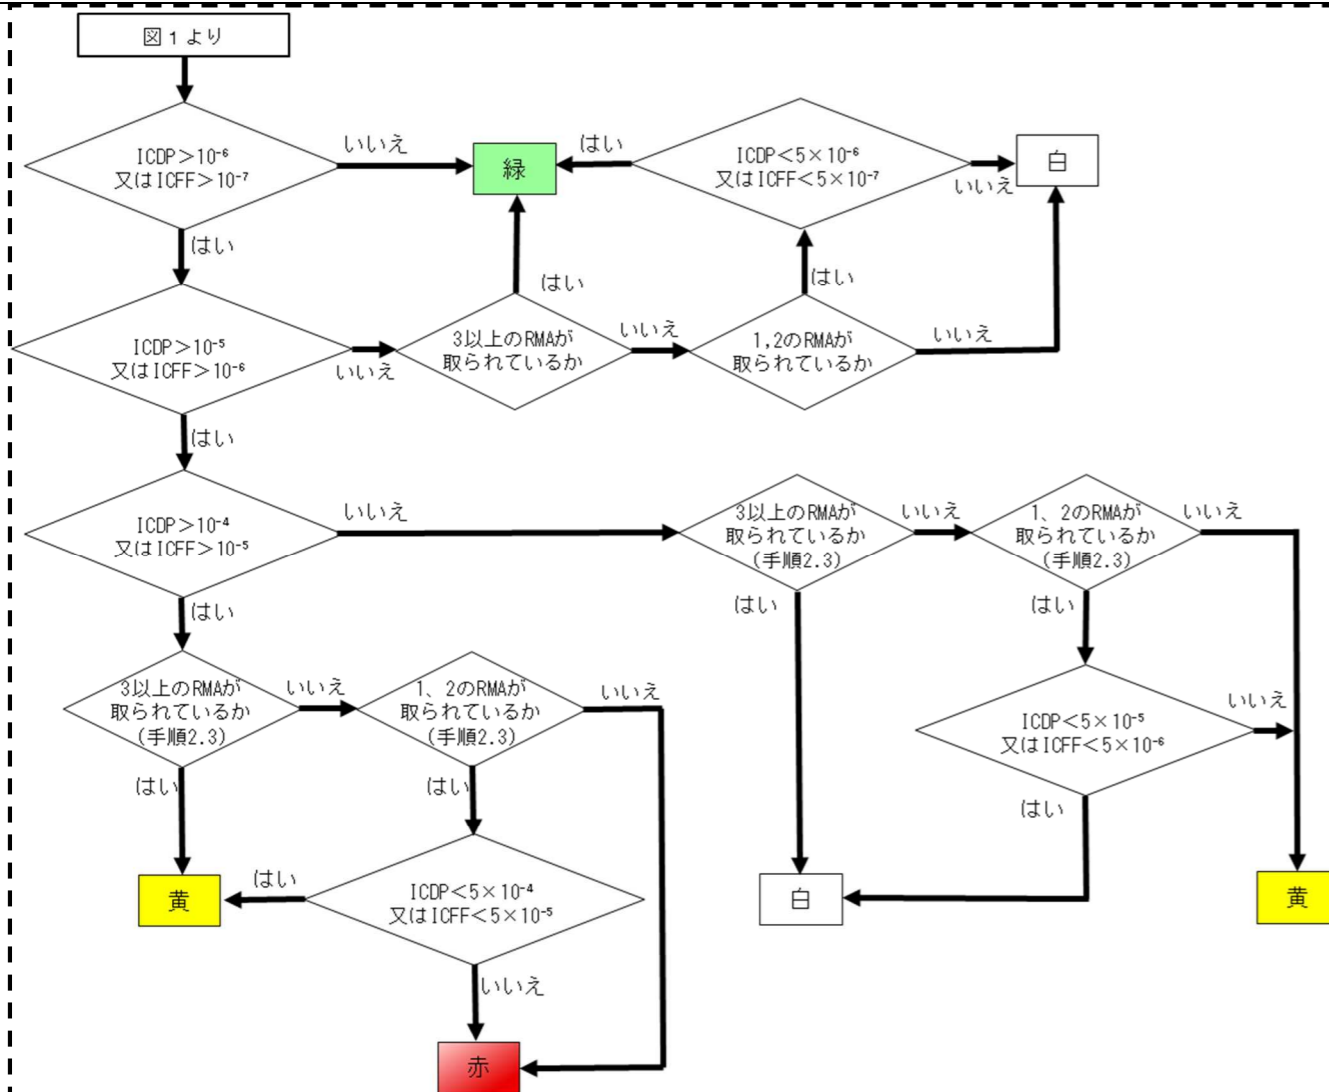 図1より
ICDP>10⁻⁶
又はICFF>10⁻⁷
いいえ
緑
はい
ICDP<5×10⁻⁶
又はICFF<5×10⁻⁷
いいえ
白
はい
ICDP>10⁻⁵
又はICFF>10⁻⁶
いいえ
はい
3以上のRMAが
取られているか
いいえ
はい
1,2のRMAが
取られているか
いいえ
はい
ICDP>10⁻⁴
又はICFF>10⁻⁵
いいえ
3以上のRMAが
取られているか
(手順2.3)
いいえ
1、2のRMAが
取られているか
(手順2.3)
いいえ
はい
はい
はい
3以上のRMAが
取られているか
(手順2.3)
いいえ
1、2のRMAが
取られているか
(手順2.3)
いいえ
ICDP<5×10⁻⁵
又はICFF<5×10⁻⁶
いいえ
はい
はい
はい
黄
はい
ICDP<5×10⁻⁴
又はICFF<5×10⁻⁵
白
黄
いいえ
赤